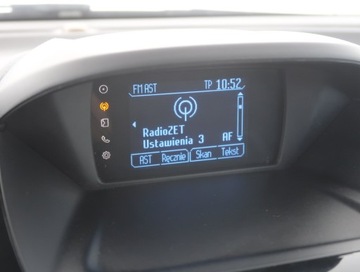 FM AST TP 10:52
RadioZET
Ustawienia 3 AF
AST Ręcznie Skan Tekst